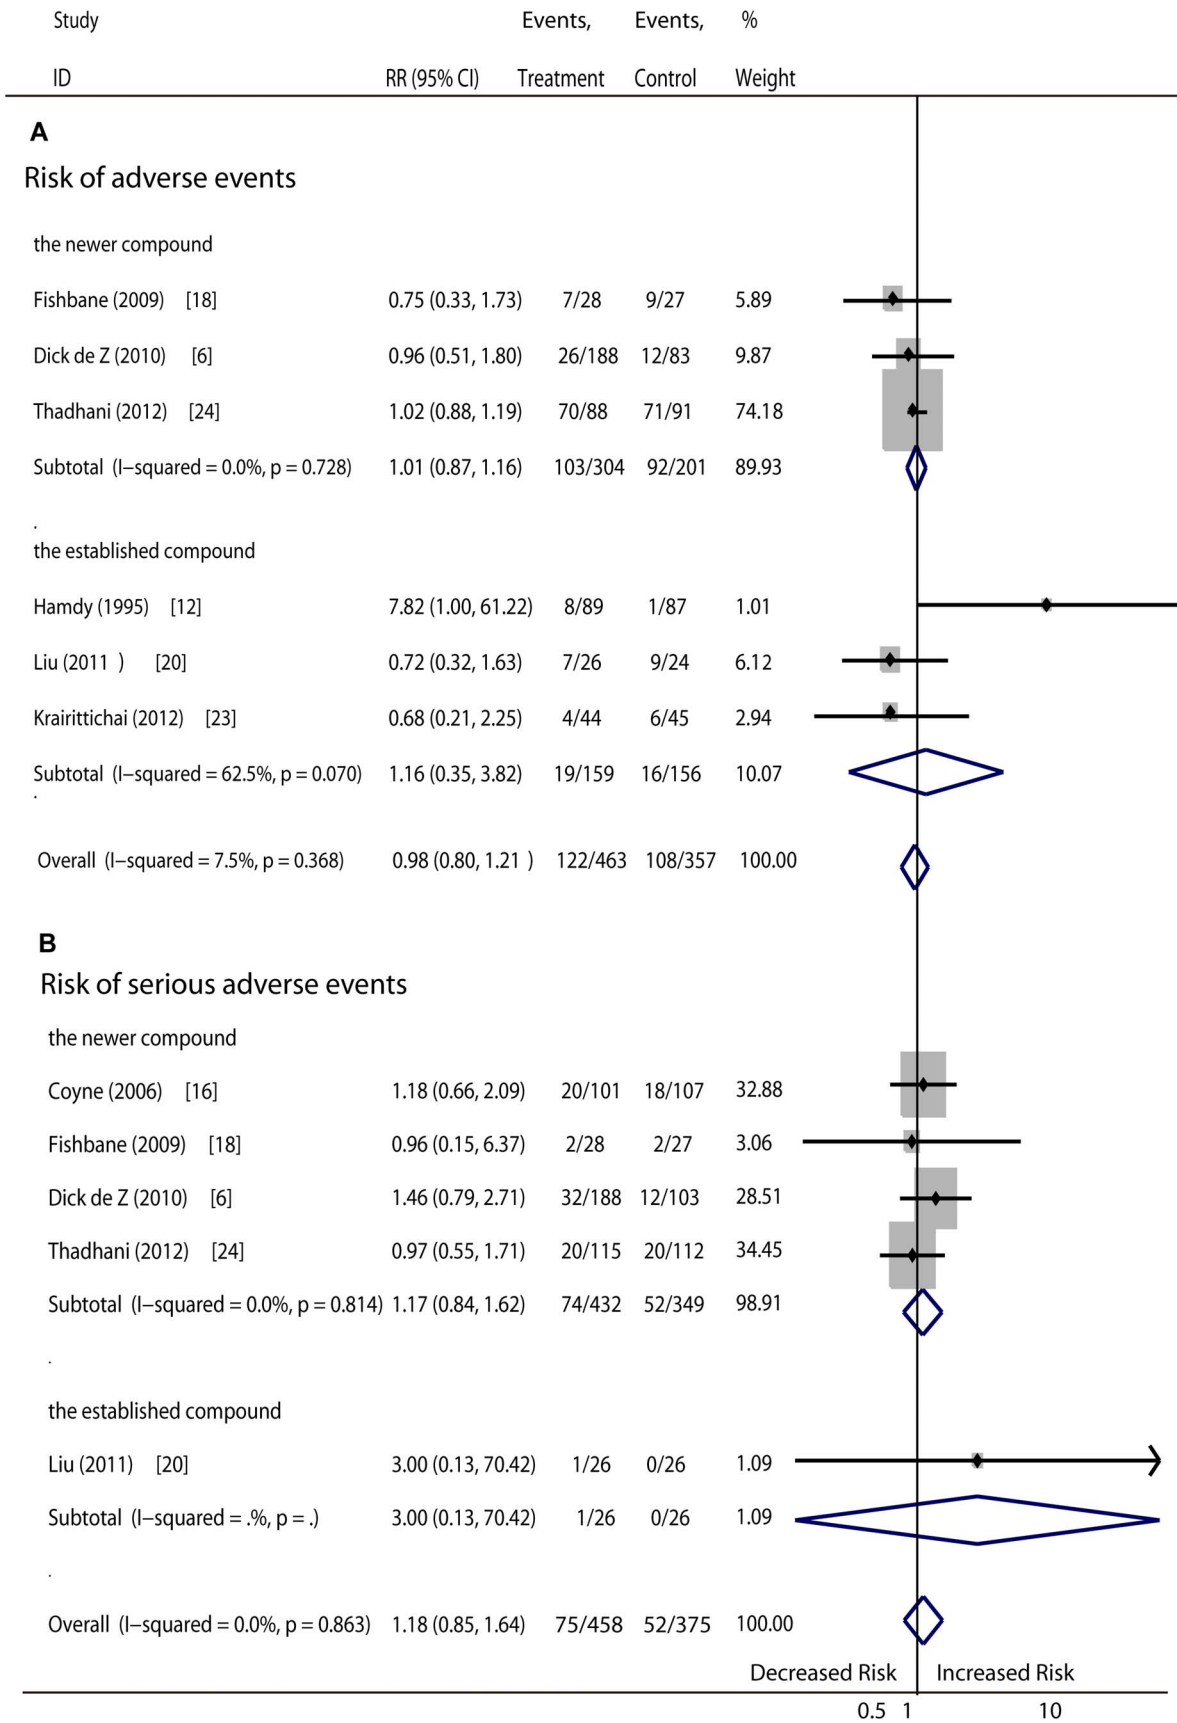 Study Events, Events, %
ID RR (95% CI) Treatment Control Weight
A
Risk of adverse events
the newer compound
Fishbane (2009) [18] 0.75 (0.33, 1.73) 7/28 9/27 5.89
Dick de Z (2010) [6] 0.96 (0.51, 1.80) 26/188 12/83 9.87
Thadhani (2012) [24] 1.02 (0.88, 1.19) 70/88 71/91 74.18
Subtotal (I−squared = 0.0%, p = 0.728) 1.01 (0.87, 1.16) 103/304 92/201 89.93
.
the established compound
Hamdy (1995) [12] 7.82 (1.00, 61.22) 8/89 1/87 1.01
Liu (2011 ) [20] 0.72 (0.32, 1.63) 7/26 9/24 6.12
Krairittichai (2012) [23] 0.68 (0.21, 2.25) 4/44 6/45 2.94
Subtotal (I−squared = 62.5%, p = 0.070) 1.16 (0.35, 3.82) 19/159 16/156 10.07
.
Overall (I−squared = 7.5%, p = 0.368) 0.98 (0.80, 1.21 ) 122/463 108/357 100.00
B
Risk of serious adverse events
the newer compound
Coyne (2006) [16] 1.18 (0.66, 2.09) 20/101 18/107 32.88
Fishbane (2009) [18] 0.96 (0.15, 6.37) 2/28 2/27 3.06
Dick de Z (2010) [6] 1.46 (0.79, 2.71) 32/188 12/103 28.51
Thadhani (2012) [24] 0.97 (0.55, 1.71) 20/115 20/112 34.45
Subtotal (I−squared = 0.0%, p = 0.814) 1.17 (0.84, 1.62) 74/432 52/349 98.91
.
the established compound
Liu (2011) [20] 3.00 (0.13, 70.42) 1/26 0/26 1.09
Subtotal (I−squared = .%, p = .) 3.00 (0.13, 70.42) 1/26 0/26 1.09
.
Overall (I−squared = 0.0%, p = 0.863) 1.18 (0.85, 1.64) 75/458 52/375 100.00
Decreased Risk Increased Risk
0.5 1 10